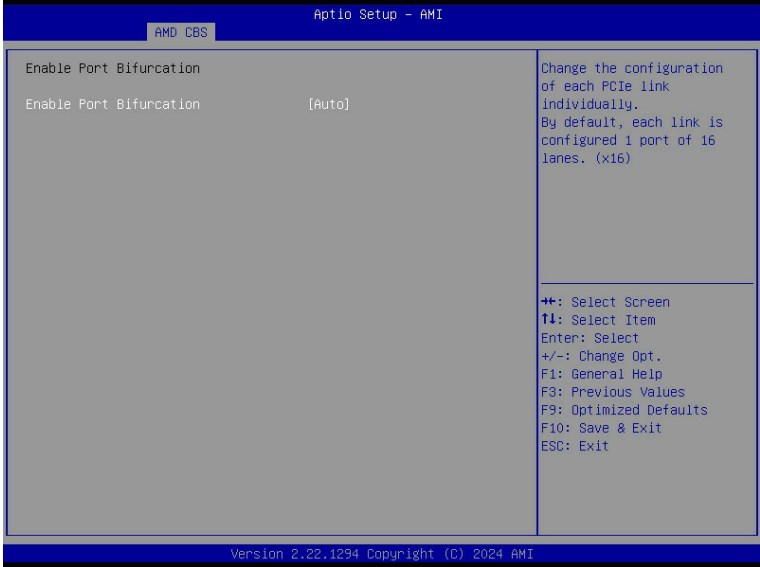 Aptio Setup – AMI
AMD CBS
Enable Port Bifurcation
Enable Port Bifurcation [Auto]
Change the configuration
of each PCIe link
individually.
By default, each link is
configured 1 port of 16
lanes. (x16)
→←: Select Screen
↑↓: Select Item
Enter: Select
+/-: Change Opt.
F1: General Help
F3: Previous Values
F9: Optimized Defaults
F10: Save & Exit
ESC: Exit
Version 2.22.1294 Copyright (C) 2024 AMI